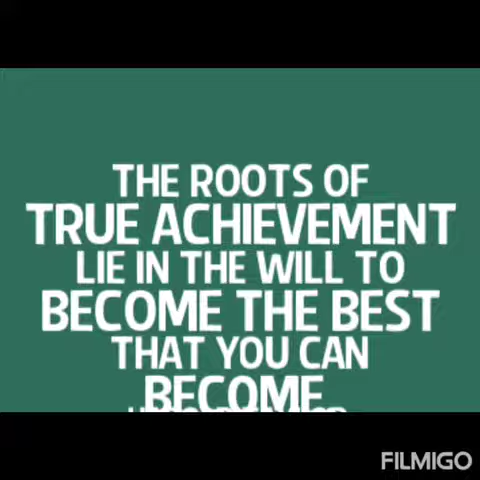 THE ROOTS OF
TRUE ACHIEVEMENT
LIE IN THE WILL TO
BECOME THE BEST
THAT YOU CAN
BECOME
FILMIGO